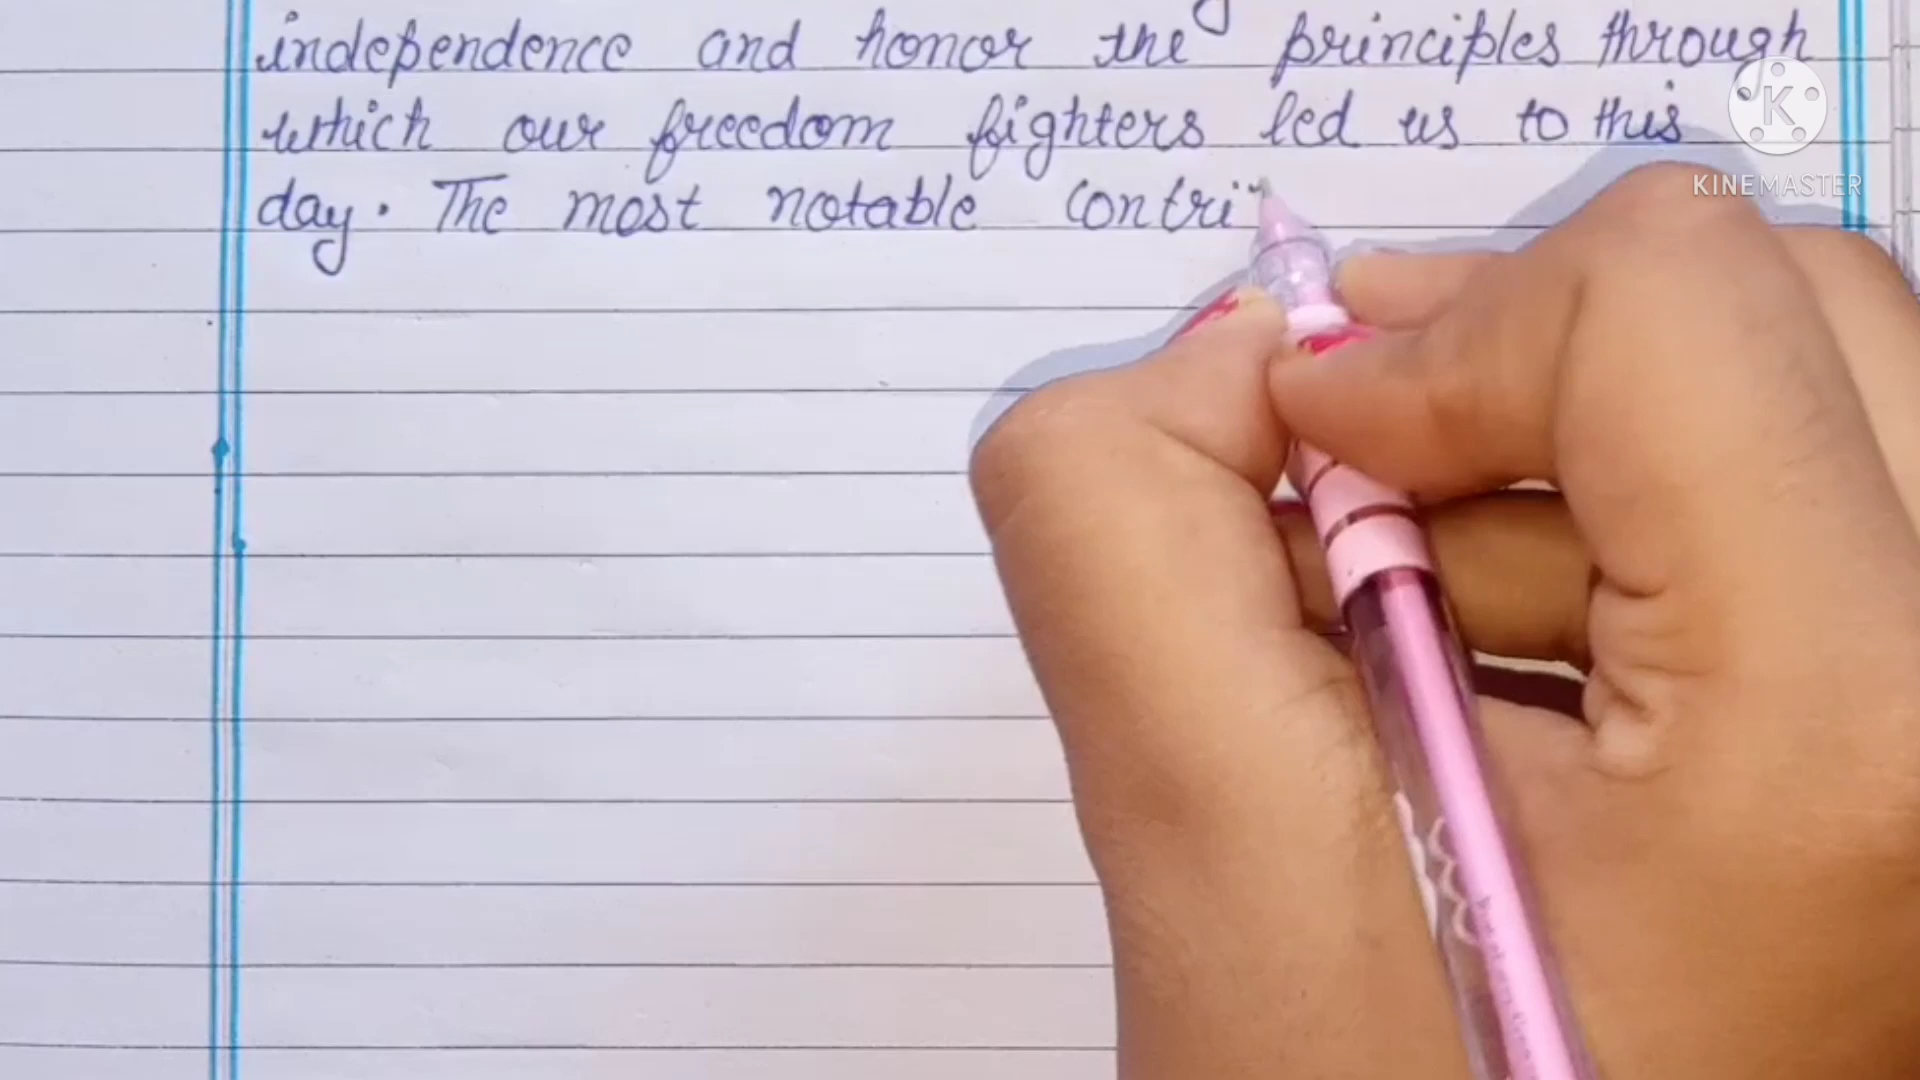 independence and honor the principles through
which our freedom fighters led us to this
day. The most notable contri
K
KINEMASTER